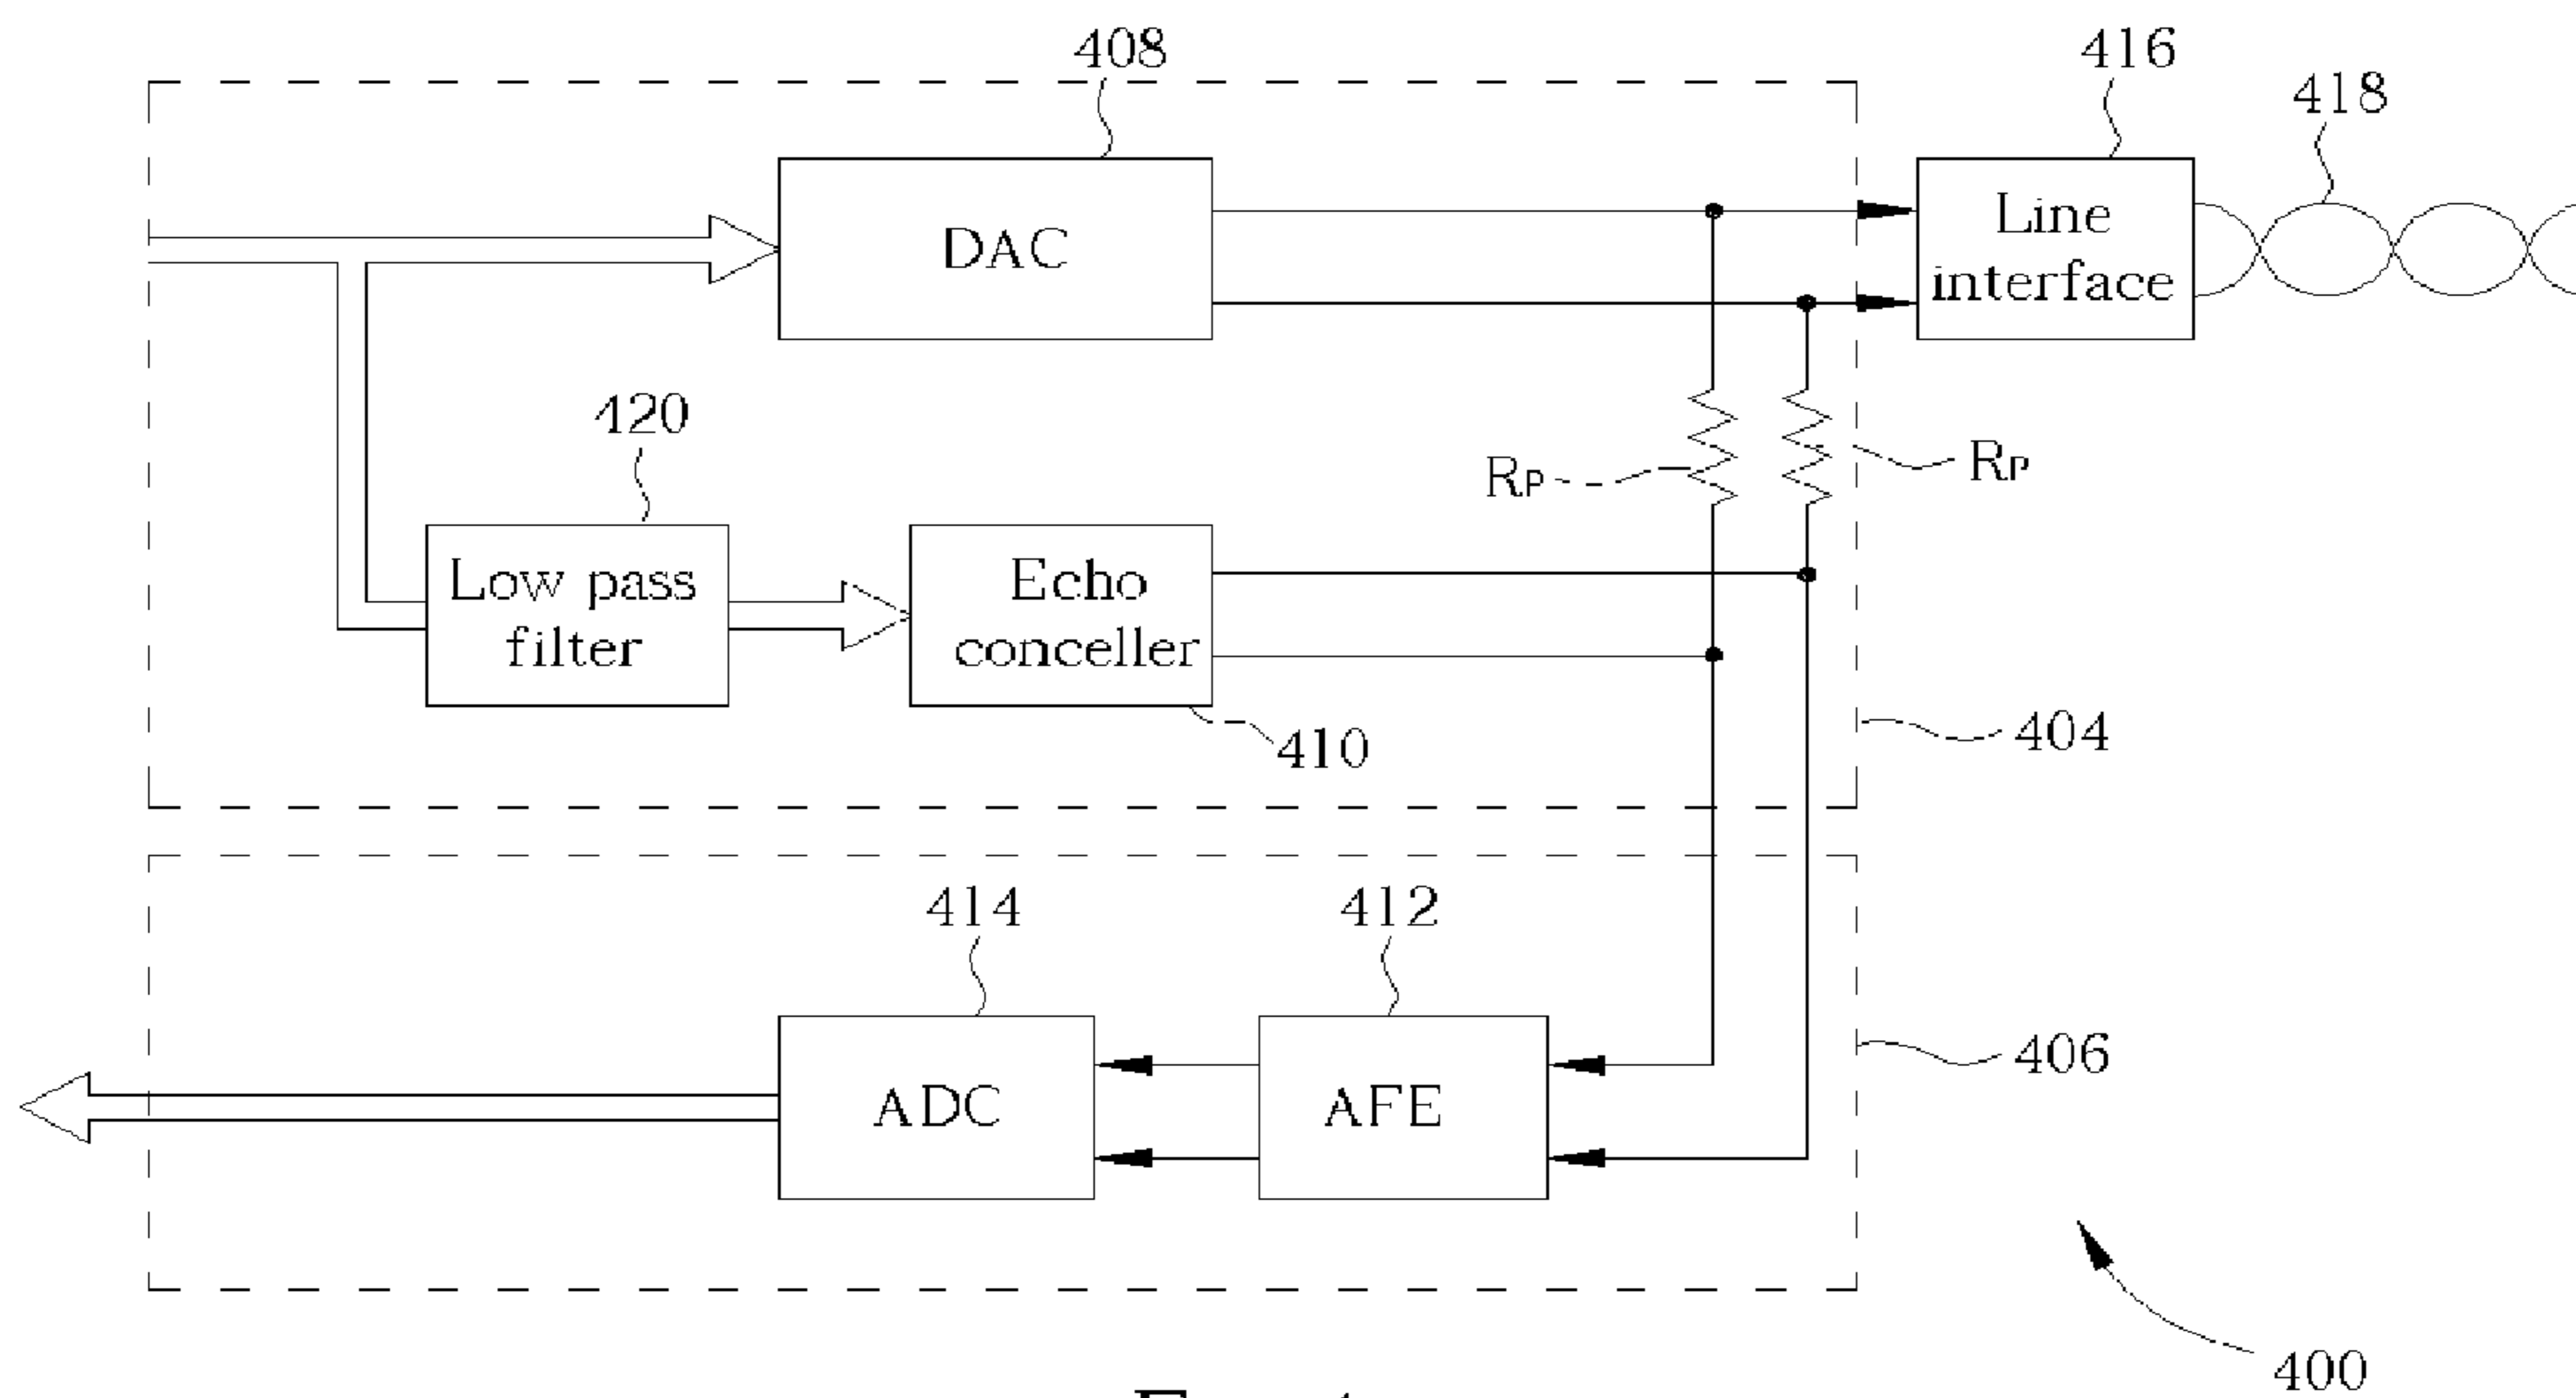 408
416
418
DAC
Line
interface
420
RP
RP
Low pass
filter
Echo
conceller
410
404
414
412
406
ADC
AFE
400